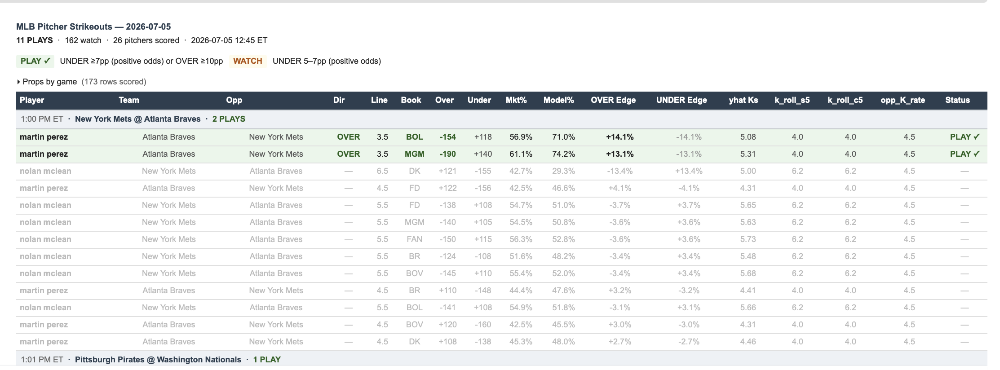 MLB Pitcher Strikeouts — 2026-07-05
11 PLAYS · 162 watch · 26 pitchers scored · 2026-07-05 12:45 ET
PLAY ✓ UNDER ≥7pp (positive odds) or OVER ≥10pp WATCH UNDER 5–7pp (positive odds)
Props by game (173 rows scored)
Player Team Opp Dir Line Book Over Under Mkt% Model% OVER Edge UNDER Edge yhat Ks k_roll_s5 k_roll_c5 opp_K_rate Status
1:00 PM ET · New York Mets @ Atlanta Braves · 2 PLAYS
martin perez Atlanta Braves New York Mets OVER 3.5 BOL -154 +118 56.9% 71.0% +14.1% -14.1% 5.08 4.0 4.0 4.5 PLAY ✓
martin perez Atlanta Braves New York Mets OVER 3.5 MGM -190 +140 61.1% 74.2% +13.1% -13.1% 5.31 4.0 4.0 4.5 PLAY ✓
nolan mclean New York Mets Atlanta Braves — 6.5 DK +121 -155 42.7% 29.3% -13.4% +13.4% 5.00 6.2 6.2 4.5 —
martin perez Atlanta Braves New York Mets — 4.5 FD +122 -156 42.5% 46.6% +4.1% -4.1% 4.31 4.0 4.0 4.5 —
nolan mclean New York Mets Atlanta Braves — 5.5 FD -138 +108 54.7% 51.0% -3.7% +3.7% 5.65 6.2 6.2 4.5 —
nolan mclean New York Mets Atlanta Braves — 5.5 MGM -140 +105 54.5% 50.8% -3.6% +3.6% 5.63 6.2 6.2 4.5 —
nolan mclean New York Mets Atlanta Braves — 5.5 FAN -150 +115 56.3% 52.8% -3.6% +3.6% 5.73 6.2 6.2 4.5 —
nolan mclean New York Mets Atlanta Braves — 5.5 BR -124 -108 51.6% 48.2% -3.4% +3.4% 5.48 6.2 6.2 4.5 —
nolan mclean New York Mets Atlanta Braves — 5.5 BOV -145 +110 55.4% 52.0% -3.4% +3.4% 5.68 6.2 6.2 4.5 —
martin perez Atlanta Braves New York Mets — 4.5 BR +110 -148 44.4% 47.6% +3.2% -3.2% 4.41 4.0 4.0 4.5 —
nolan mclean New York Mets Atlanta Braves — 5.5 BOL -141 +108 54.9% 51.8% -3.1% +3.1% 5.66 6.2 6.2 4.5 —
martin perez Atlanta Braves New York Mets — 4.5 BOV +120 -160 42.5% 45.5% +3.0% -3.0% 4.31 4.0 4.0 4.5 —
martin perez Atlanta Braves New York Mets — 4.5 DK +108 -138 45.3% 48.0% +2.7% -2.7% 4.46 4.0 4.0 4.5 —
1:01 PM ET · Pittsburgh Pirates @ Washington Nationals · 1 PLAY